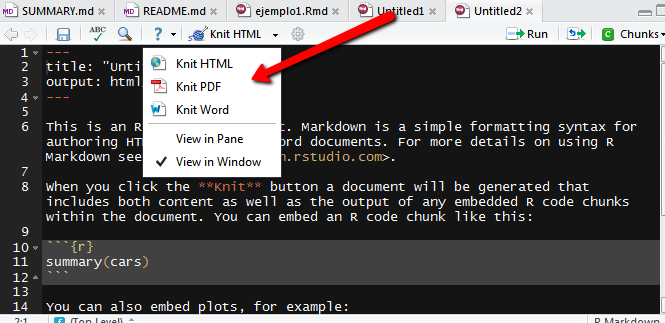 SUMMARY.md
README.md
ejemplo1.Rmd
Untitled1
Untitled2
ABC
?
Knit HTML
Run
Chunks
Knit HTML
Knit PDF
Knit Word
View in Pane
View in Window
1 ---
2 title: "Unti
3 output: html
4 ---
5
6 This is an R t. Markdown is a simple formatting syntax for
authoring HT ord documents. For more details on using R
Markdown see n.rstudio.com>.
7
8 When you click the **Knit** button a document will be generated that
includes both content as well as the output of any embedded R code chunks
within the document. You can embed an R code chunk like this:
9
10 ```{r}
11 summary(cars)
12 ```
13
14 You can also embed plots, for example:
2:1 (Top Level) R Markdown